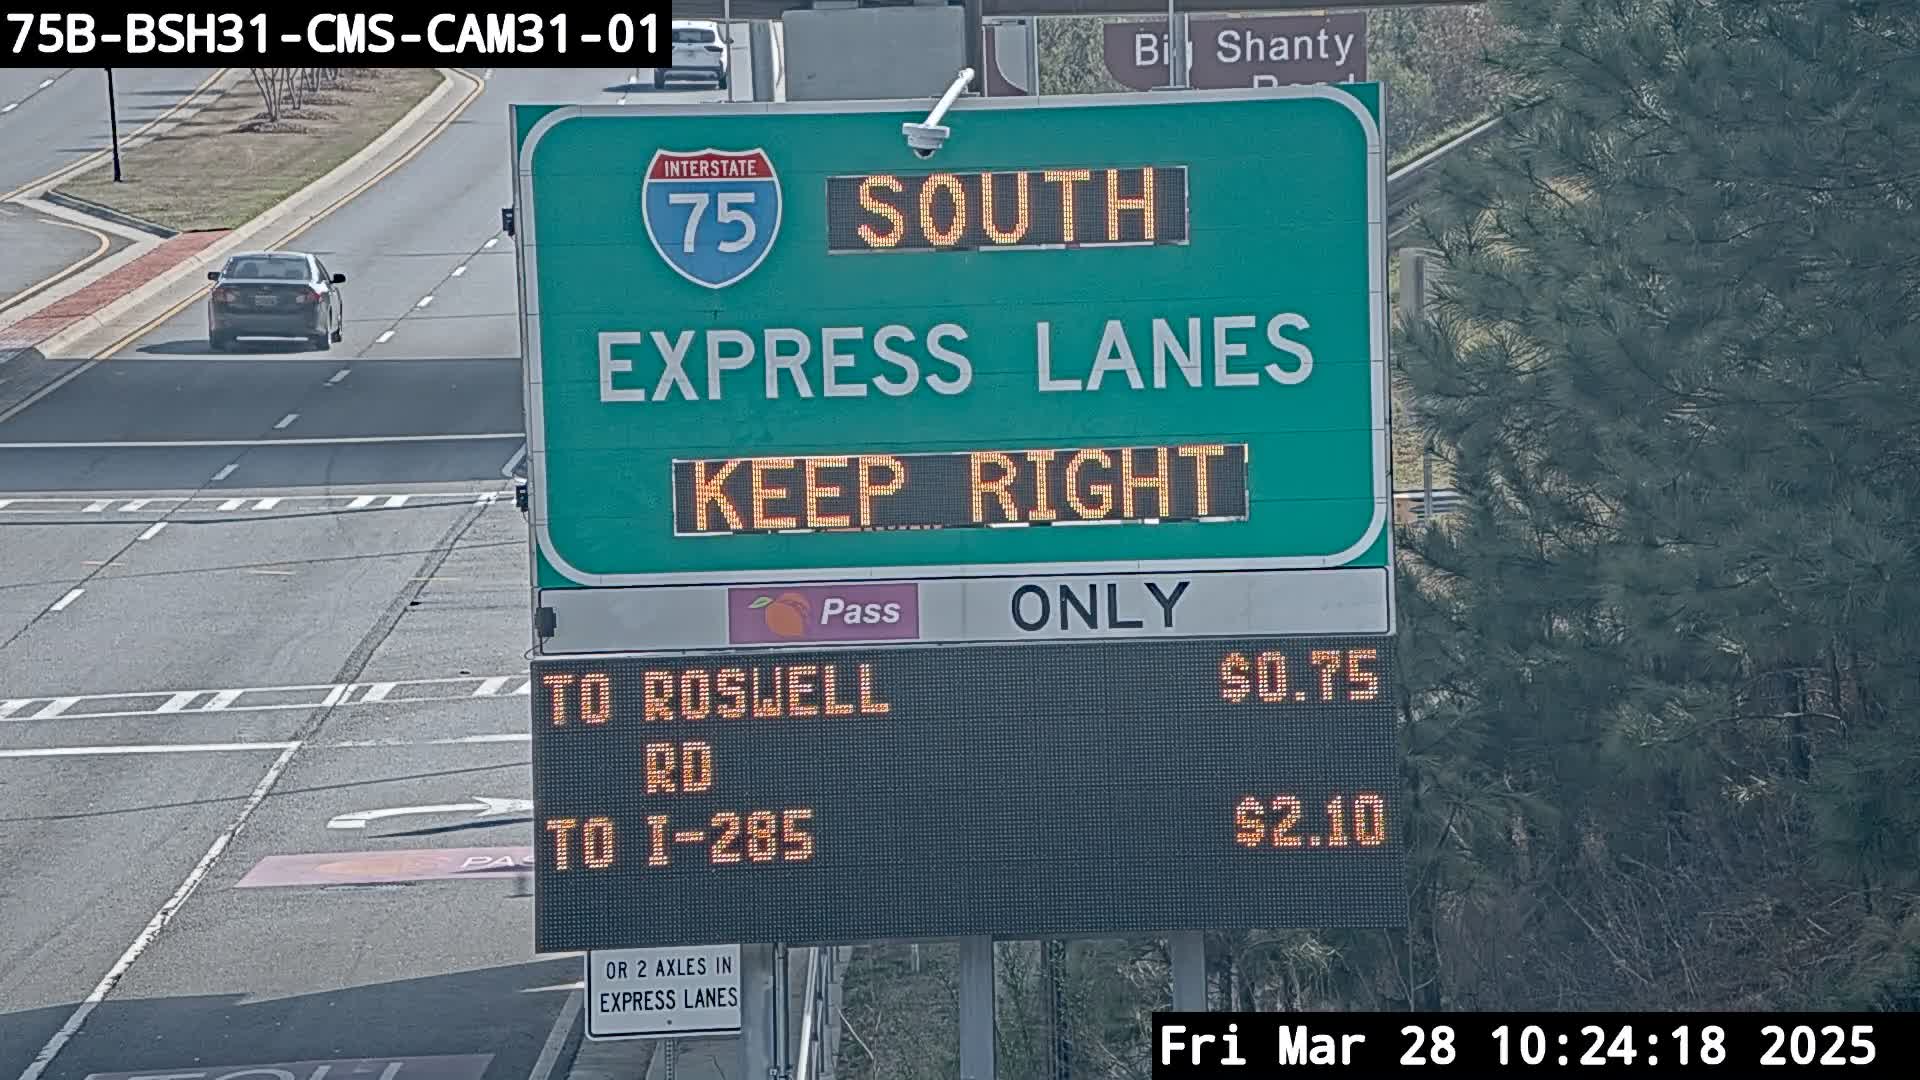 75B-BSH31-CMS-CAM31-01
Big Shanty
Road
INTERSTATE
75
SOUTH
EXPRESS LANES
KEEP RIGHT
Pass ONLY
TO ROSWELL $0.75
RD
TO I-285 $2.10
OR 2 AXLES IN
EXPRESS LANES
Fri Mar 28 10:24:18 2025